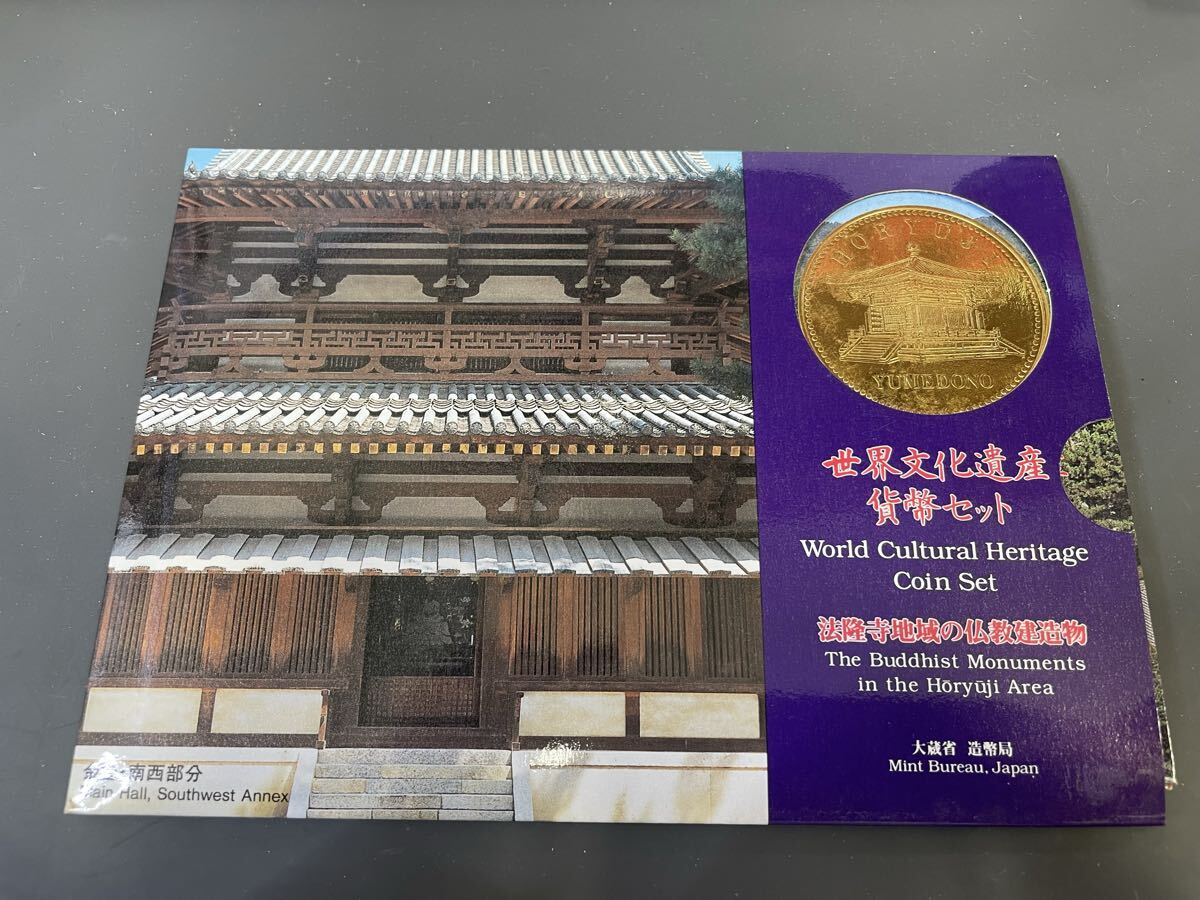 HORYUJI
YUMEDONO
世界文化遺産
貨幣セット
World Cultural Heritage
Coin Set
法隆寺地域の仏教建造物
The Buddhist Monuments
in the Hōryūji Area
大蔵省 造幣局
Mint Bureau, Japan
南西部分
Main Hall, Southwest Annex